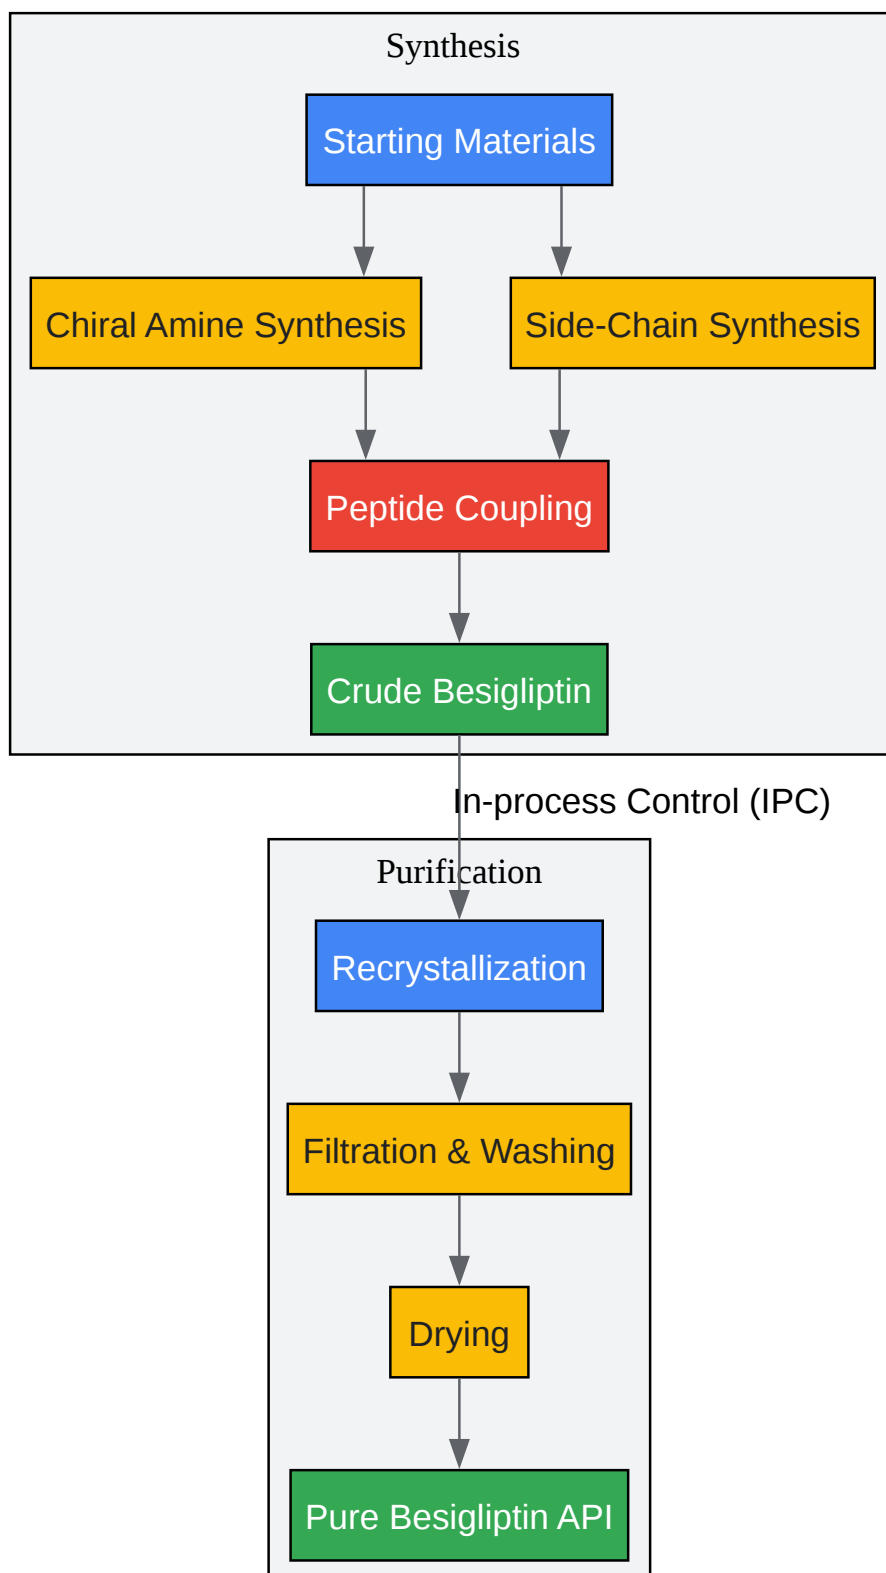 Synthesis
Starting Materials
Chiral Amine Synthesis
Side-Chain Synthesis
Peptide Coupling
Crude Besigliptin
In-process Control (IPC)
Purification
Recrystallization
Filtration & Washing
Drying
Pure Besigliptin API